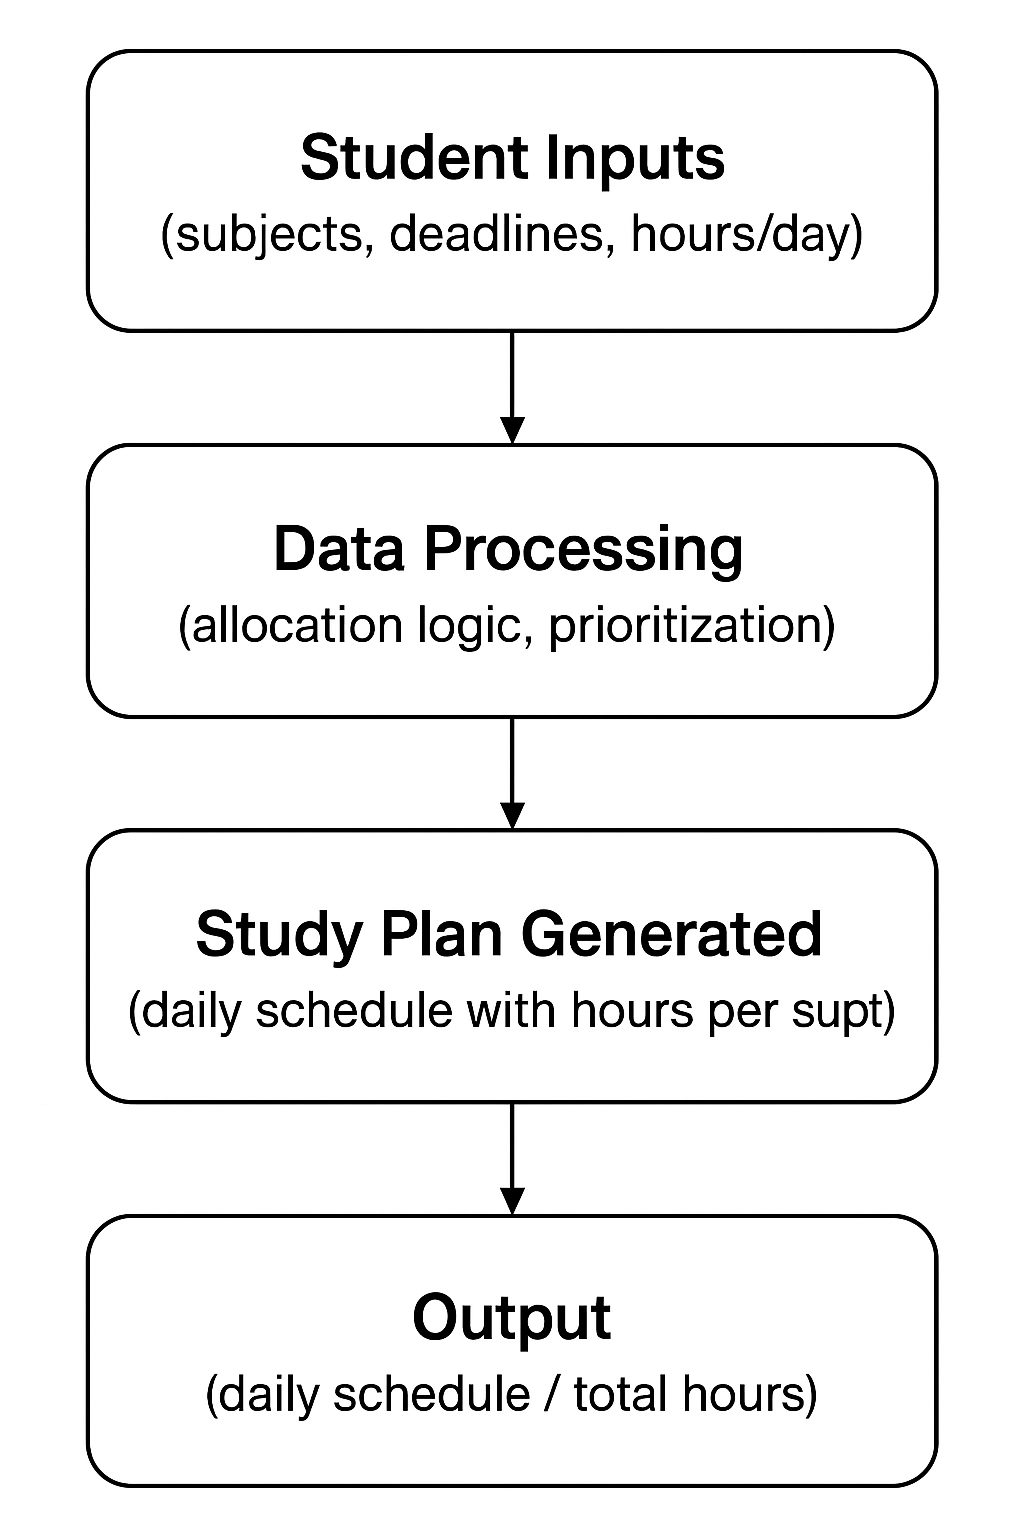 Student Inputs
(subjects, deadlines, hours/day)
Data Processing
(allocation logic, prioritization)
Study Plan Generated
(daily schedule with hours per supt)
Output
(daily schedule / total hours)